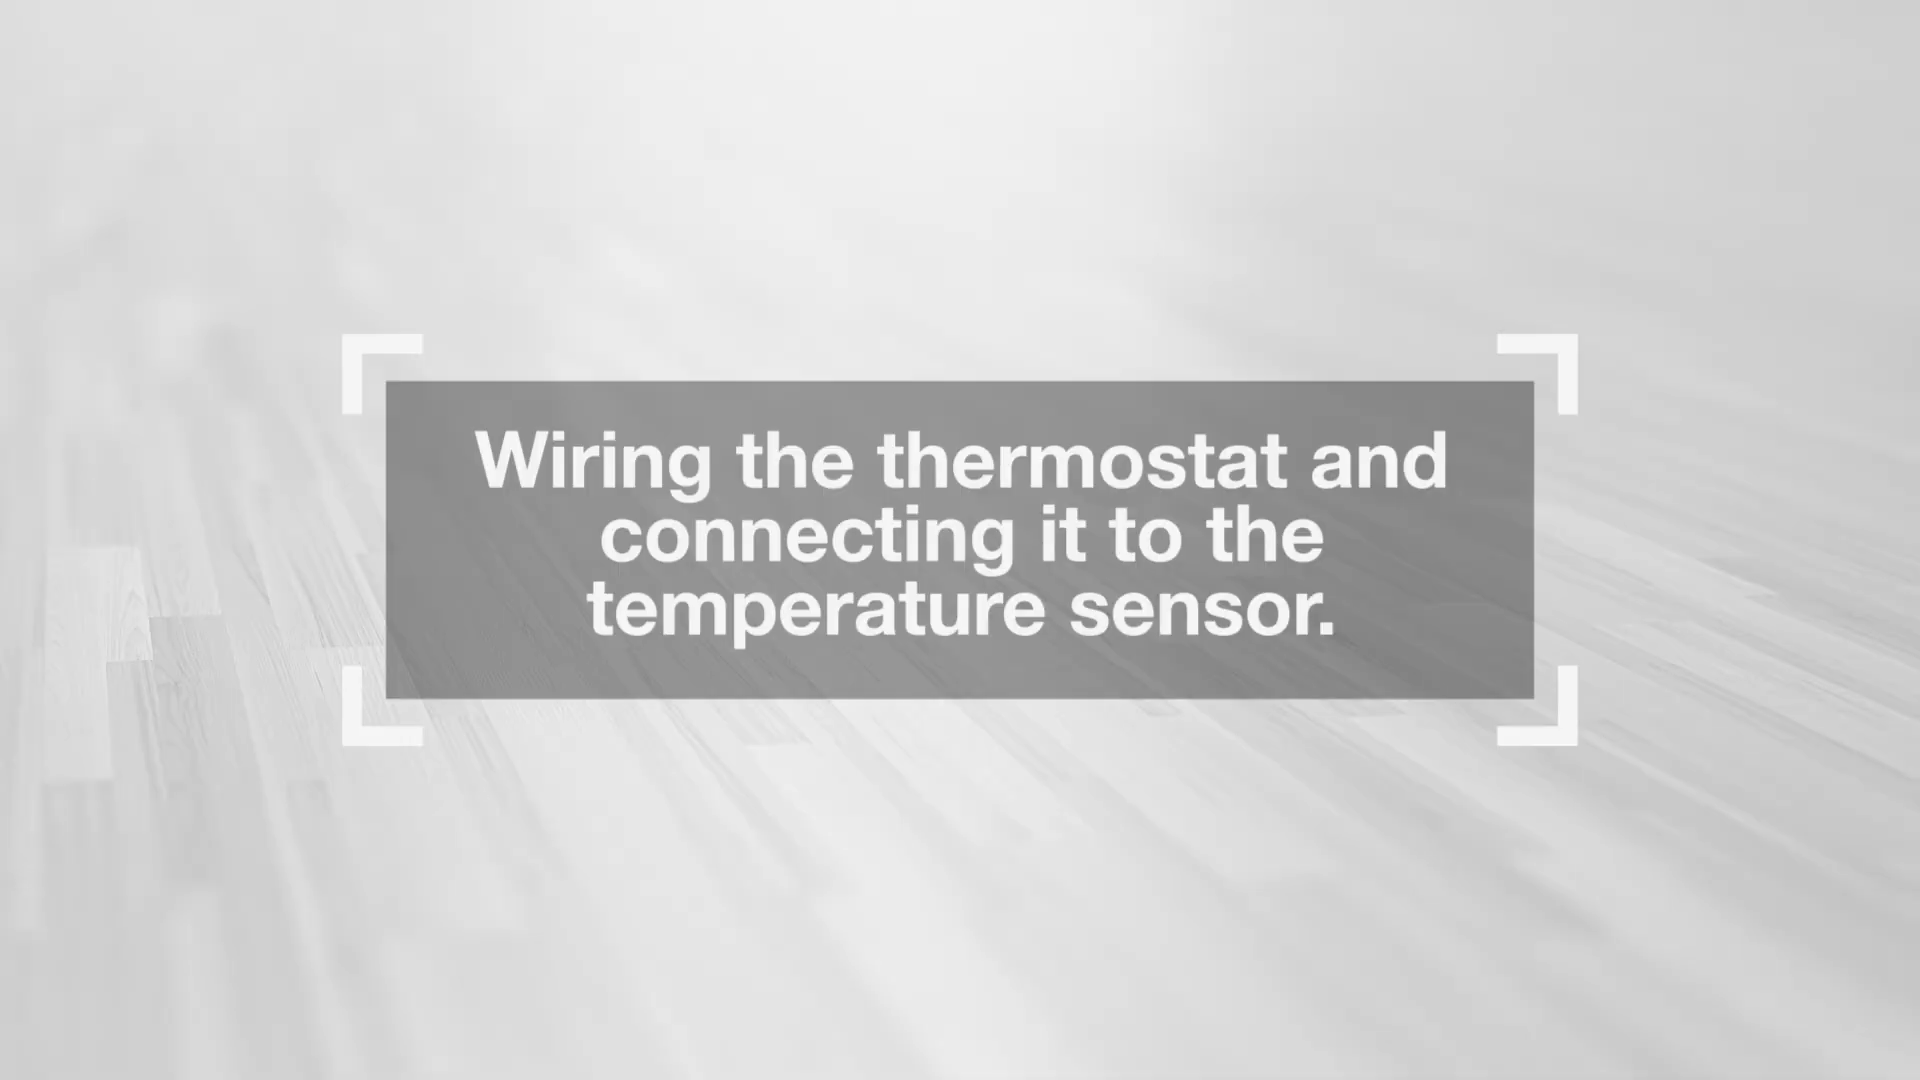 Wiring the thermostat and
connecting it to the
temperature sensor.